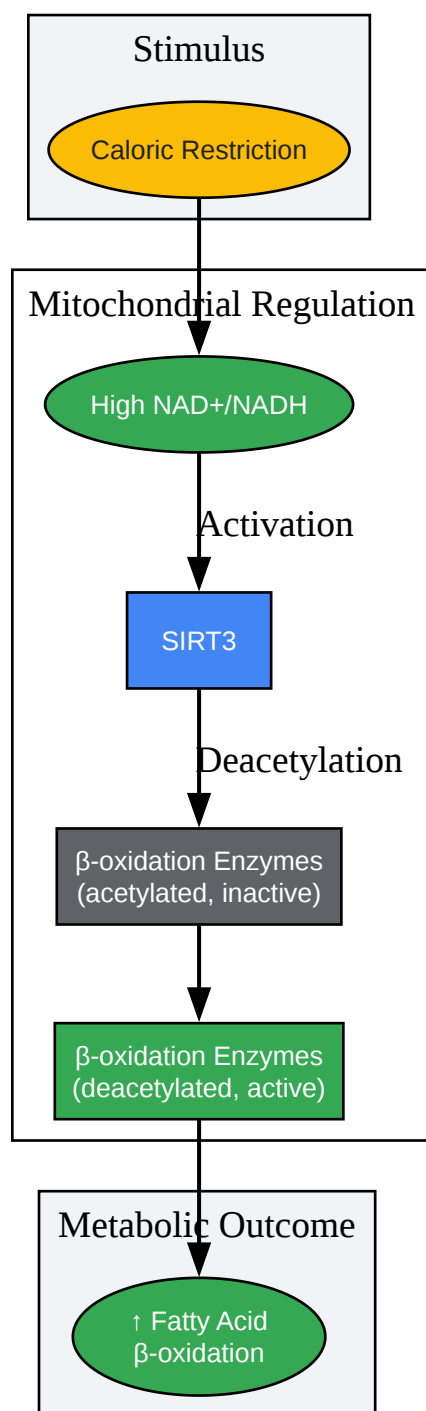 Stimulus
Caloric Restriction
Mitochondrial Regulation
High NAD+/NADH
Activation
SIRT3
Deacetylation
β-oxidation Enzymes
(acetylated, inactive)
β-oxidation Enzymes
(deacetylated, active)
Metabolic Outcome
↑ Fatty Acid
β-oxidation